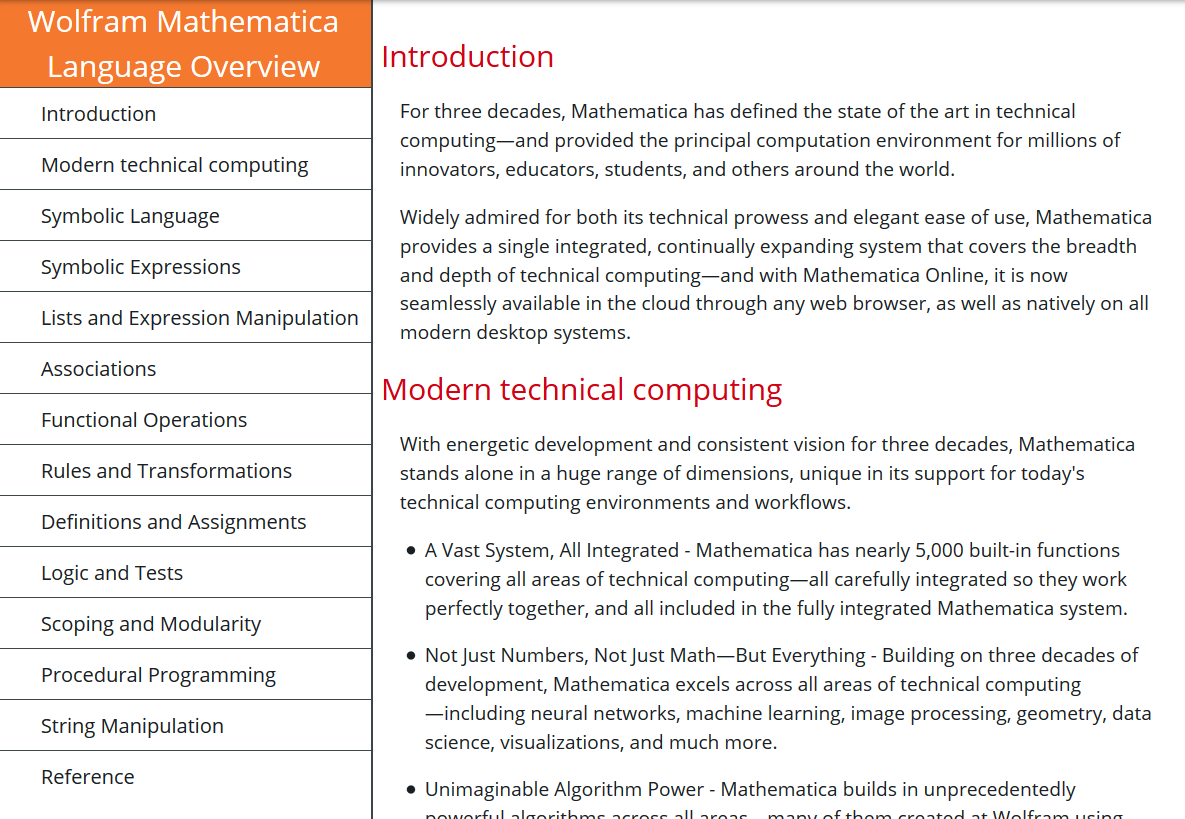 Wolfram Mathematica
Language Overview
Introduction
Modern technical computing
Symbolic Language
Symbolic Expressions
Lists and Expression Manipulation
Associations
Functional Operations
Rules and Transformations
Definitions and Assignments
Logic and Tests
Scoping and Modularity
Procedural Programming
String Manipulation
Reference
Introduction
For three decades, Mathematica has defined the state of the art in technical
computing—and provided the principal computation environment for millions of
innovators, educators, students, and others around the world.
Widely admired for both its technical prowess and elegant ease of use, Mathematica
provides a single integrated, continually expanding system that covers the breadth
and depth of technical computing—and with Mathematica Online, it is now
seamlessly available in the cloud through any web browser, as well as natively on all
modern desktop systems.
Modern technical computing
With energetic development and consistent vision for three decades, Mathematica
stands alone in a huge range of dimensions, unique in its support for today's
technical computing environments and workflows.
● A Vast System, All Integrated - Mathematica has nearly 5,000 built-in functions
covering all areas of technical computing—all carefully integrated so they work
perfectly together, and all included in the fully integrated Mathematica system.
● Not Just Numbers, Not Just Math—But Everything - Building on three decades of
development, Mathematica excels across all areas of technical computing
—including neural networks, machine learning, image processing, geometry, data
science, visualizations, and much more.
● Unimaginable Algorithm Power - Mathematica builds in unprecedentedly
powerful algorithms across all areas—many of them created at Wolfram using